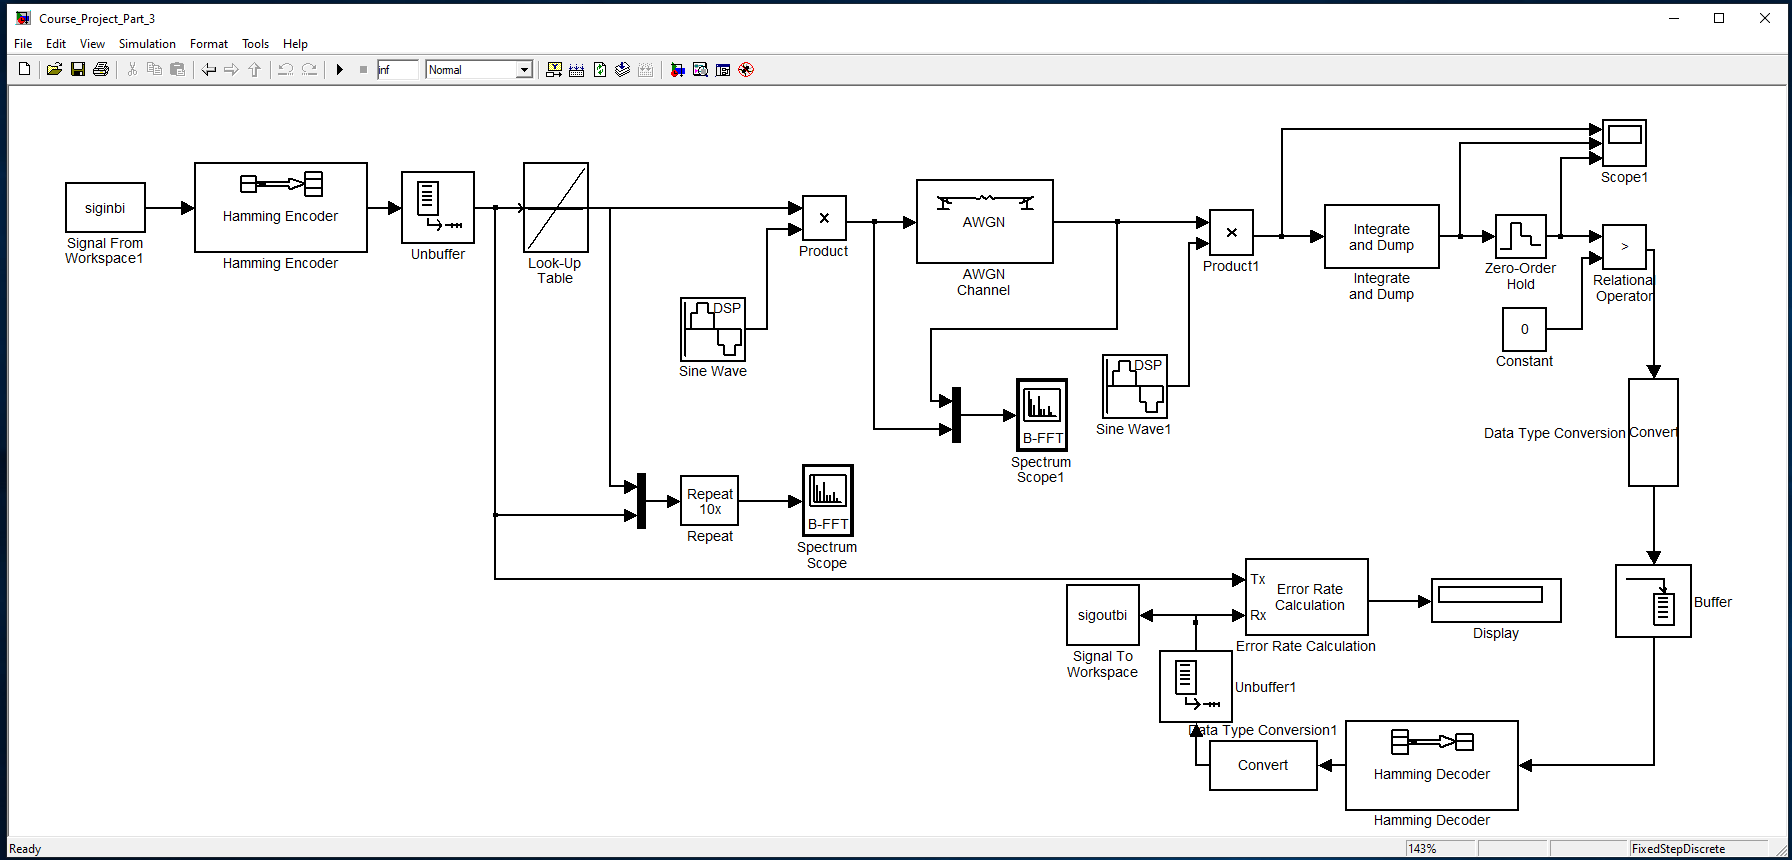 Course_Project_Part_3
File Edit View Simulation Format Tools Help
inf Normal
siginbi
Signal From
Workspace1
Hamming Encoder
Hamming Encoder
Unbuffer
Look-Up
Table
DSP
Sine Wave
×
Product
AWGN
AWGN
Channel
×
Product1
DSP
Sine Wave1
B-FFT
Spectrum
Scope1
Repeat
10x
Repeat
B-FFT
Spectrum
Scope
Integrate
and Dump
Integrate
and Dump
Scope1
Zero-Order
Hold
>
Relational
Operator
0
Constant
Data Type Conversion
Convert
Buffer
Tx
Rx
Error Rate
Calculation
Error Rate Calculation
Display
sigoutbi
Signal To
Workspace
Unbuffer1
Data Type Conversion1
Convert
Hamming Decoder
Hamming Decoder
Ready
143%
FixedStepDiscrete